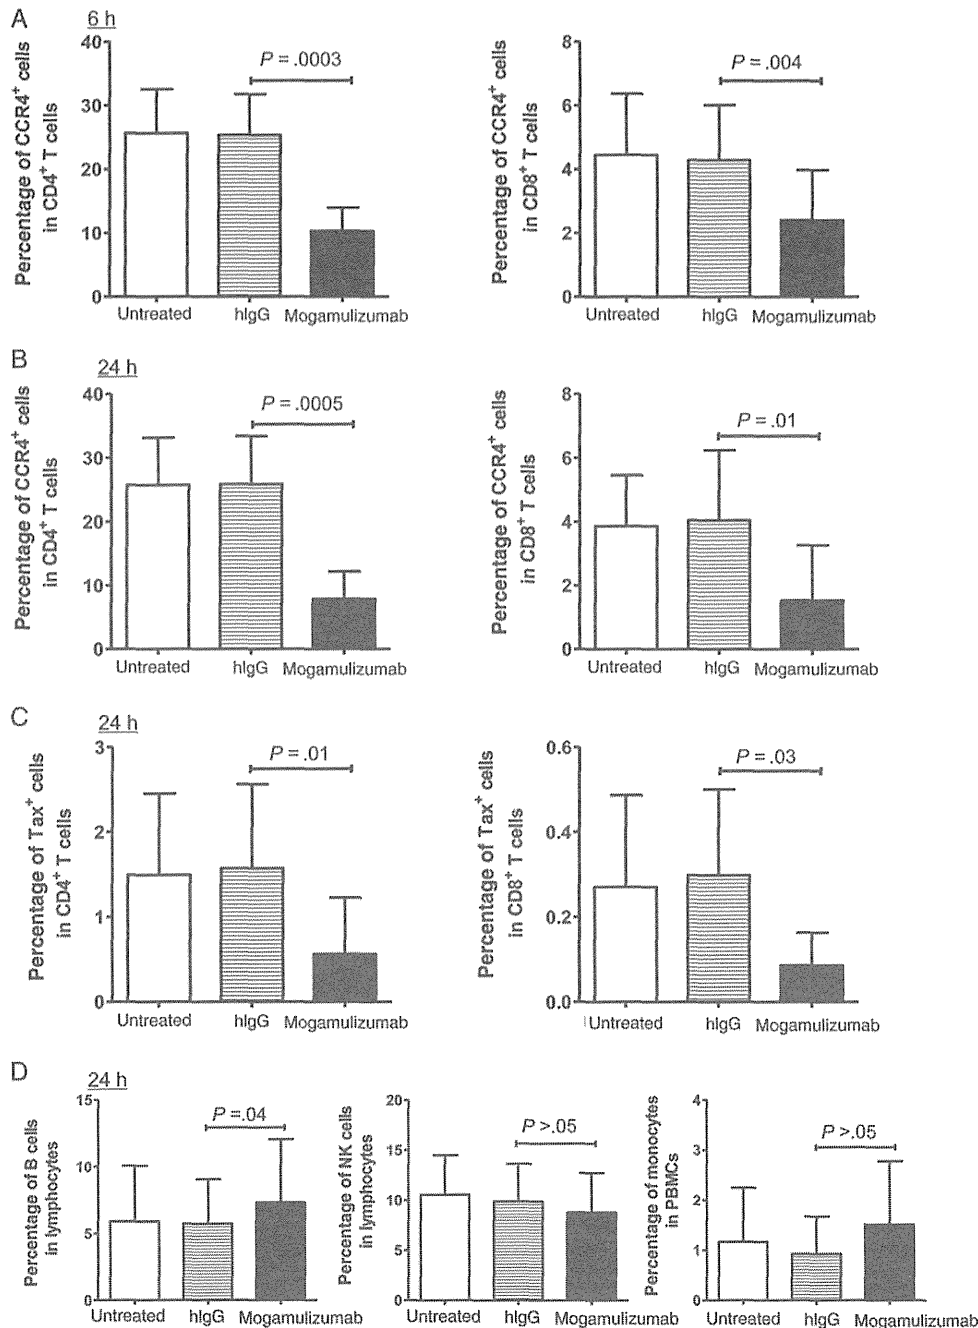 A
6 h
Percentage of CCR4⁺ cells
in CD4⁺ T cells
40
30
20
10
0
P = .0003
Untreated
hIgG
Mogamulizumab
Percentage of CCR4⁺ cells
in CD8⁺ T cells
8
6
4
2
0
P = .004
Untreated
hIgG
Mogamulizumab
B
24 h
Percentage of CCR4⁺ cells
in CD4⁺ T cells
40
30
20
10
0
P = .0005
Untreated
hIgG
Mogamulizumab
Percentage of CCR4⁺ cells
in CD8⁺ T cells
8
6
4
2
0
P = .01
Untreated
hIgG
Mogamulizumab
C
24 h
Percentage of Tax⁺ cells
in CD4⁺ T cells
3
2
1
0
P = .01
Untreated
hIgG
Mogamulizumab
Percentage of Tax⁺ cells
in CD8⁺ T cells
0.6
0.4
0.2
0.0
P = .03
Untreated
hIgG
Mogamulizumab
D
24 h
Percentage of B cells
in lymphocytes
15
10
5
0
P =.04
Untreated
hIgG
Mogamulizumab
Percentage of NK cells
in lymphocytes
20
15
10
5
0
P >.05
Untreated
hIgG
Mogamulizumab
Percentage of monocytes
in PBMCs
4
3
2
1
0
P >.05
Untreated
hIgG
Mogamulizumab